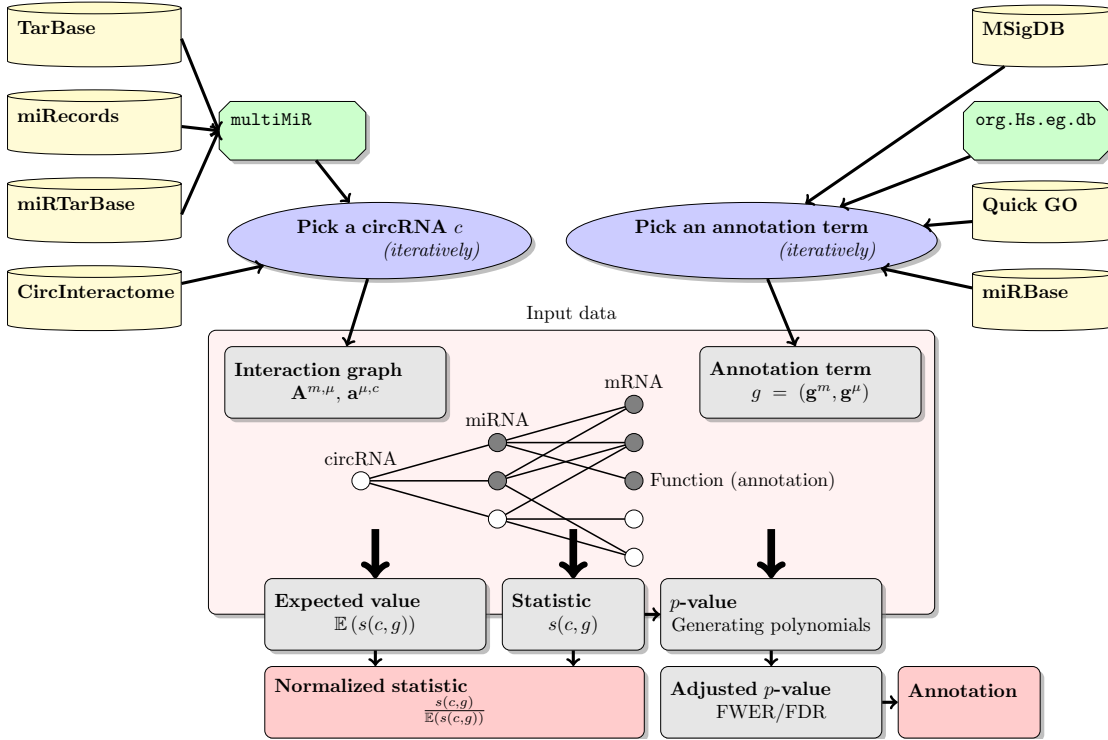 TarBase
MSigDB
miRecords
multiMiR
org.Hs.eg.db
miRTarBase
Quick GO
Pick a circRNA c
(iteratively)
Pick an annotation term
(iteratively)
CircInteractome
miRBase
Input data
Interaction graph
A^{m,μ}, a^{μ,c}
Annotation term
g = (g^m, g^μ)
mRNA
miRNA
circRNA
Function (annotation)
Expected value
𝔼 (s(c, g))
Statistic
s(c, g)
p-value
Generating polynomials
Normalized statistic
s(c,g)
𝔼(s(c,g))
Adjusted p-value
FWER/FDR
Annotation